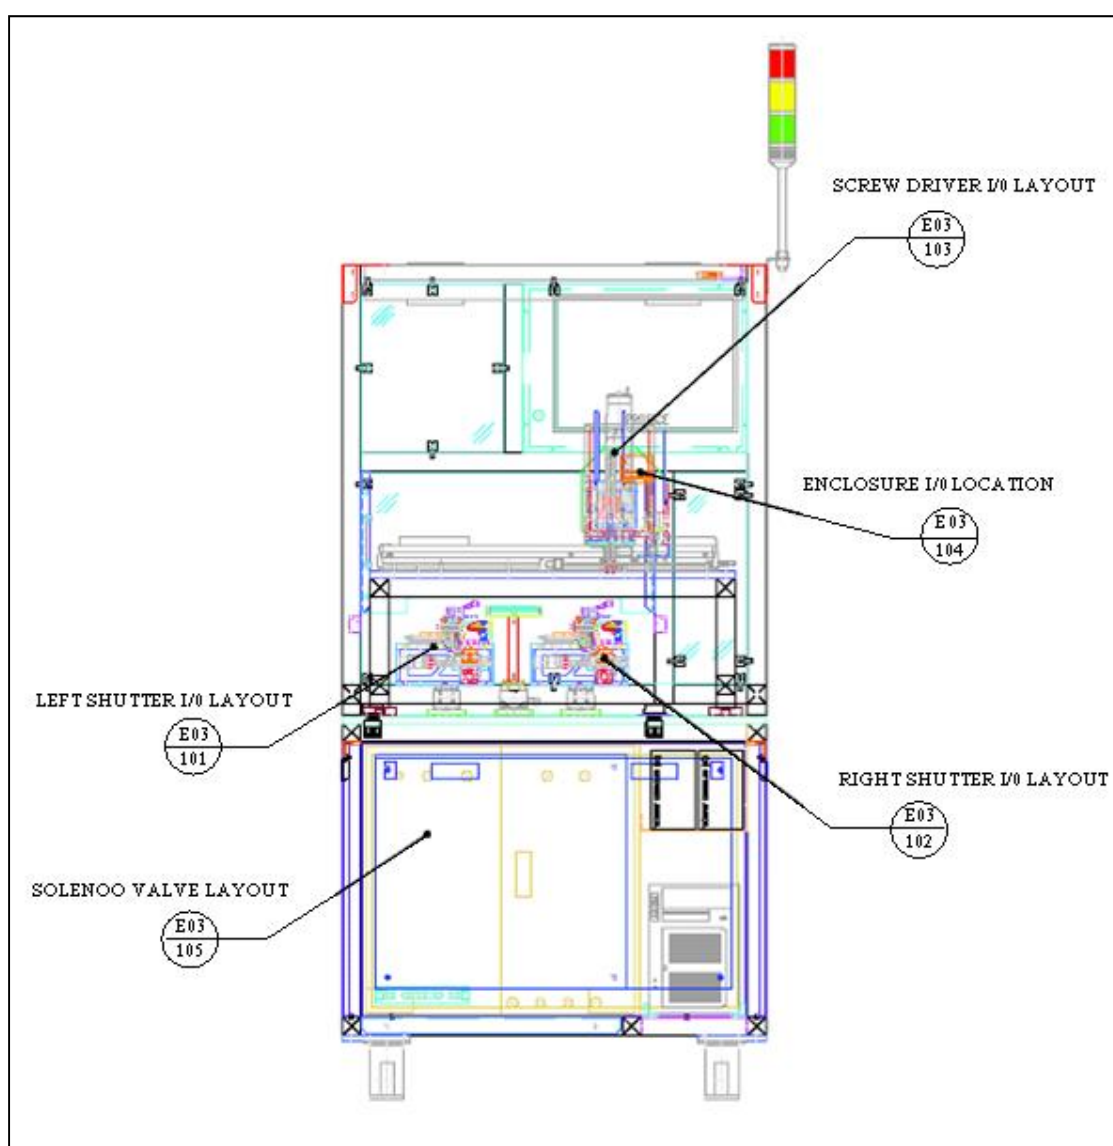 SCREW DRIVER I/0 LAYOUT
E03
103
ENCLOSURE I/0 LOCATION
E03
104
LEFT SHUTTER I/0 LAYOUT
E03
101
RIGHT SHUTTER I/0 LAYOUT
E03
102
SOLENOO VALVE LAYOUT
E03
105